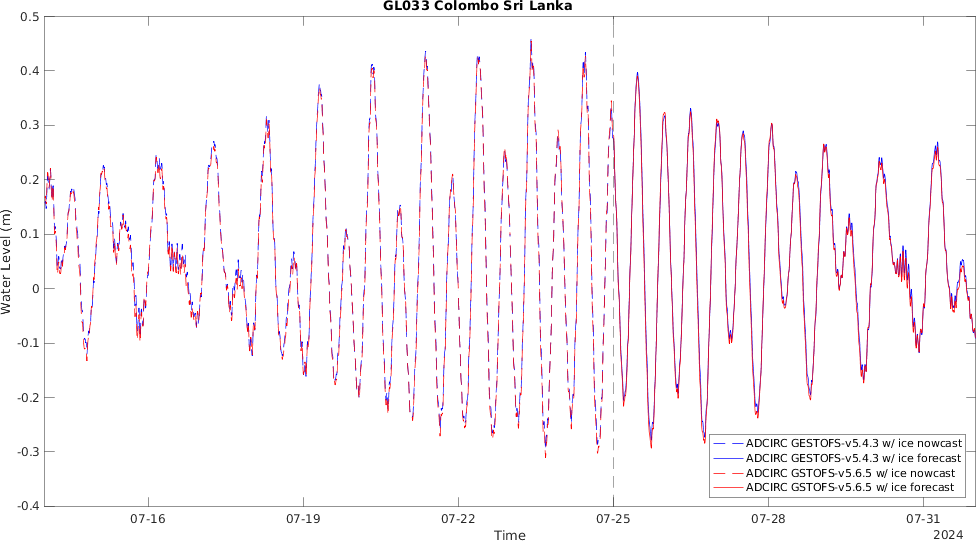 GL033 Colombo Sri Lanka
0.5
0.4
0.3
0.2
0.1
0
-0.1
-0.2
-0.3
-0.4
Water Level (m)
ADCIRC GESTOFS-v5.4.3 w/ ice nowcast
ADCIRC GESTOFS-v5.4.3 w/ ice forecast
ADCIRC GSTOFS-v5.6.5 w/ ice nowcast
ADCIRC GSTOFS-v5.6.5 w/ ice forecast
07-16 07-19 07-22 07-25 07-28 07-31
Time
2024